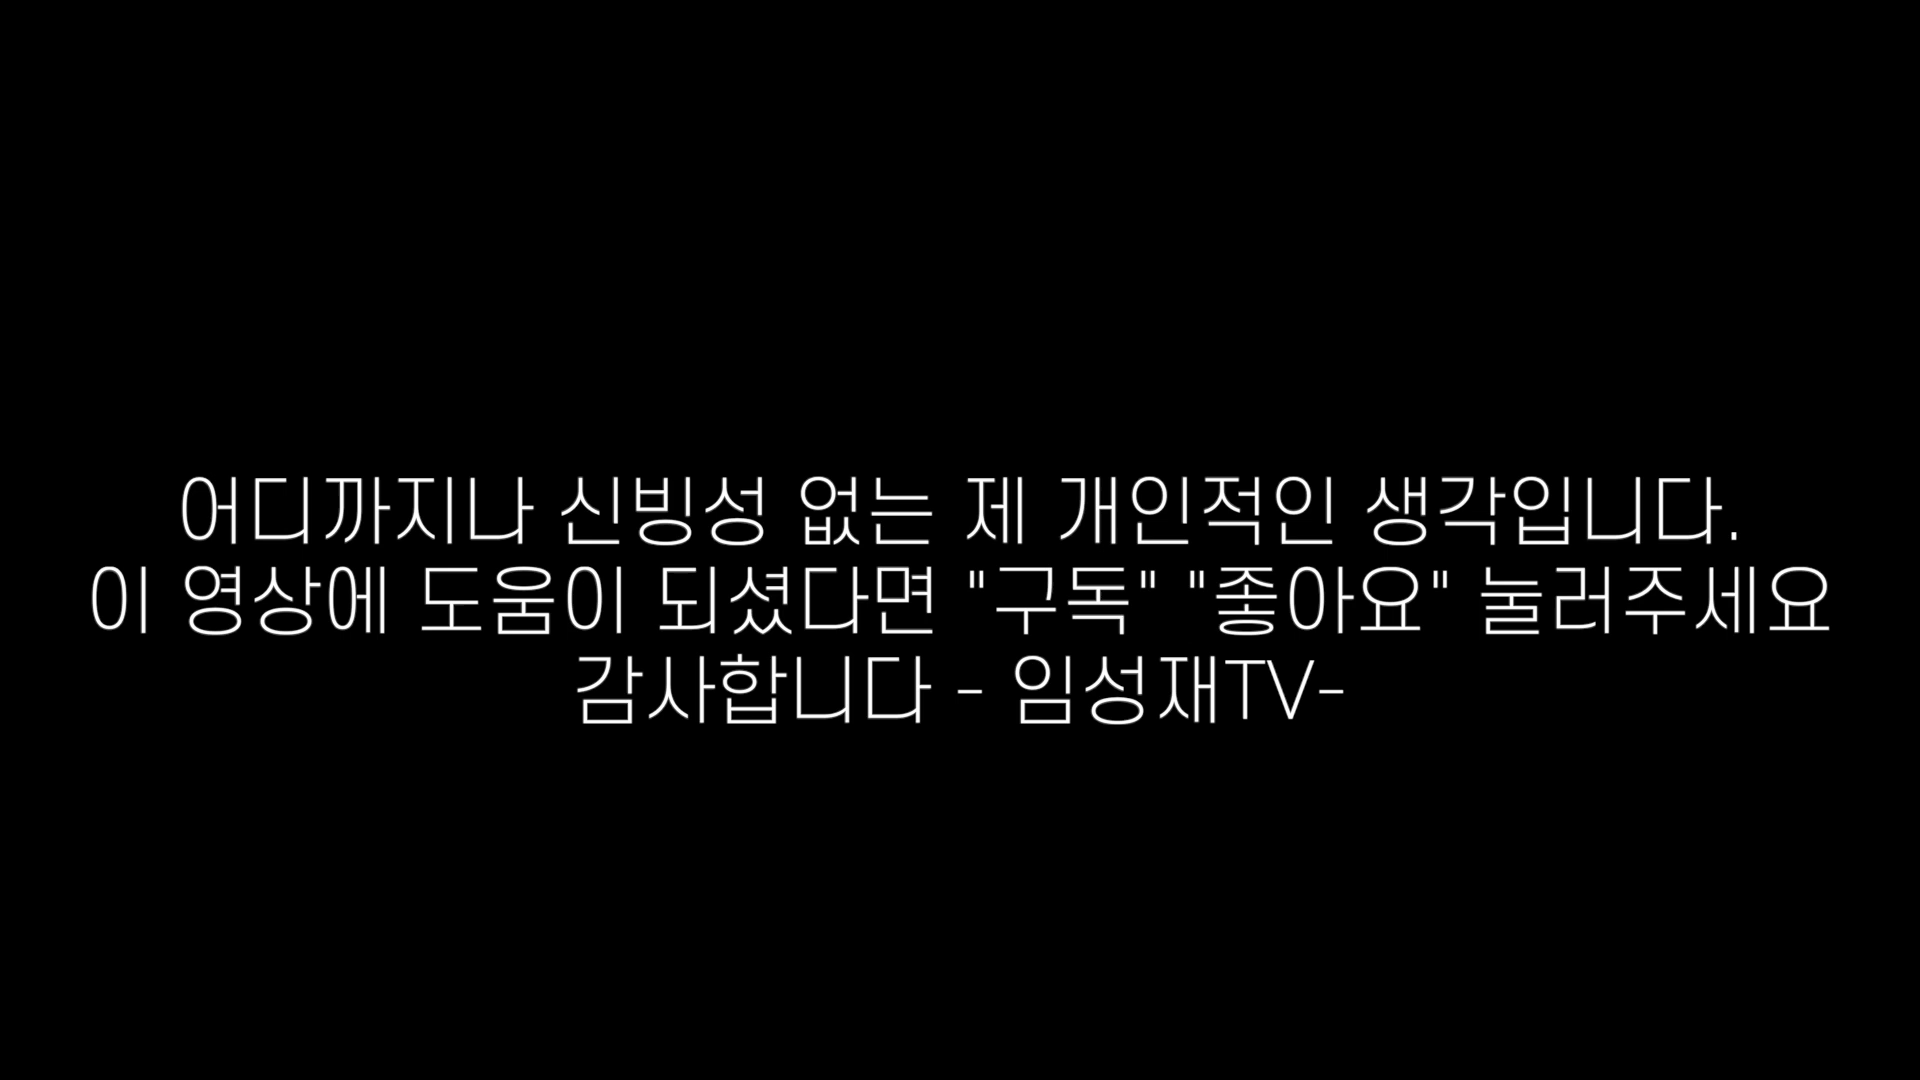 어디까지나 신빙성 없는 제 개인적인 생각입니다.
이 영상에 도움이 되셨다면 "구독" "좋아요" 눌러주세요
감사합니다 - 임성재TV-